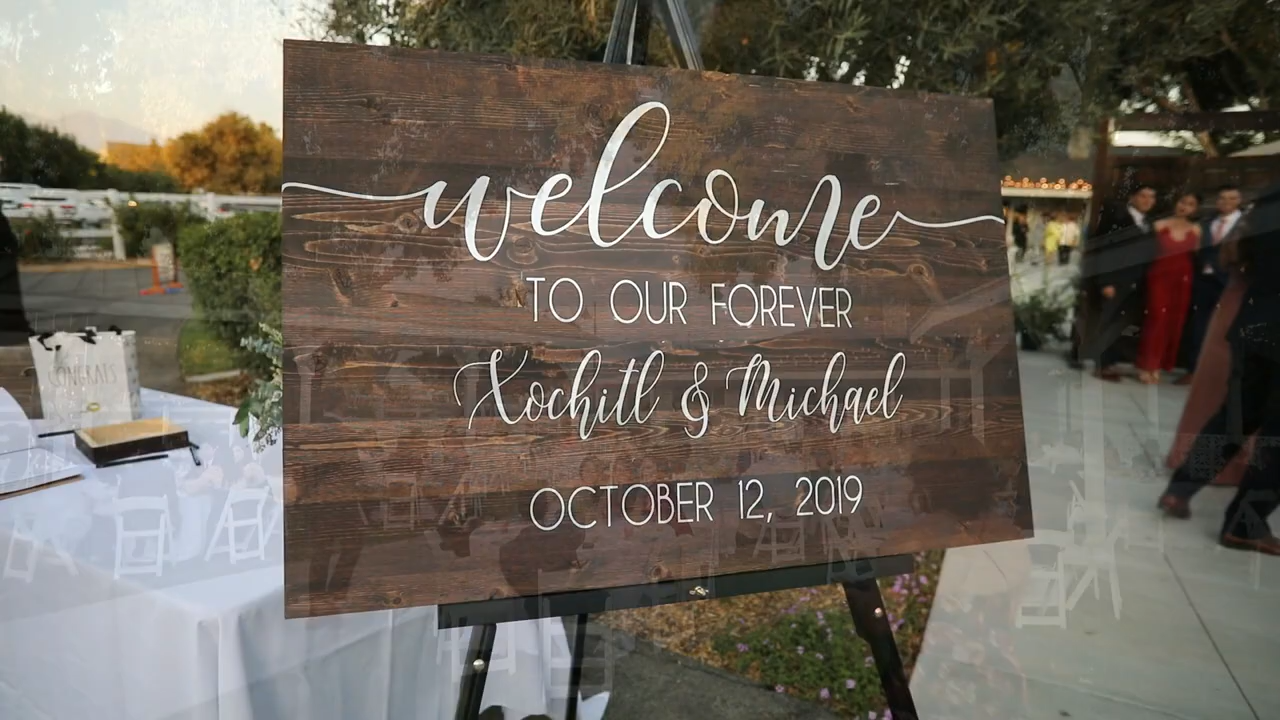 welcome
TO OUR FOREVER
Xochitl & Michael
OCTOBER 12, 2019
CONGRATS